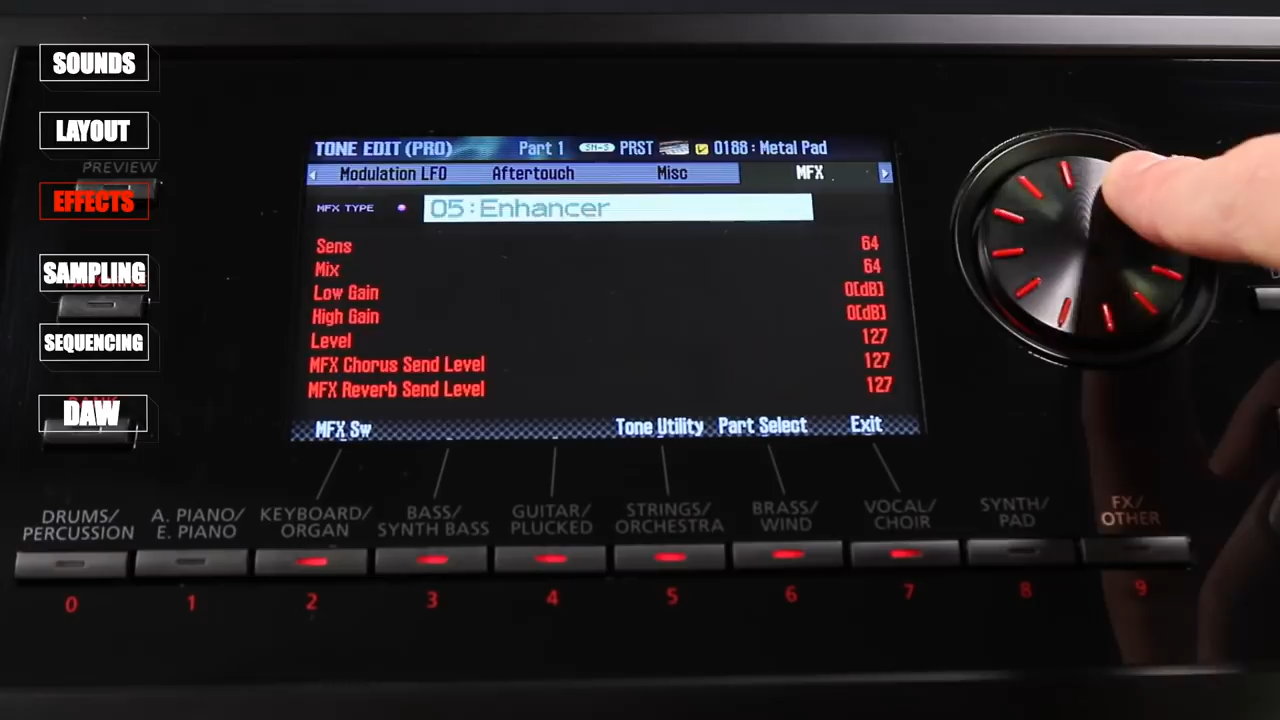 SOUNDS
LAYOUT
PREVIEW
EFFECTS
SAMPLING
SEQUENCING
DAW
TONE EDIT (PRO) Part 1 SN-S PRST 0188 : Metal Pad
Modulation LFO Aftertouch Misc MFX
MFX TYPE 05 : Enhancer
Sens 64
Mix 64
Low Gain 0[dB]
High Gain 0[dB]
Level 127
MFX Chorus Send Level 127
MFX Reverb Send Level 127
MFX Sw Tone Utility Part Select Exit
DRUMS/
PERCUSSION
A. PIANO/
E. PIANO
KEYBOARD/
ORGAN
BASS/
SYNTH BASS
GUITAR/
PLUCKED
STRINGS/
ORCHESTRA
BRASS/
WIND
VOCAL/
CHOIR
SYNTH/
PAD
FX/
OTHER
0 1 2 3 4 5 6 7 8 9